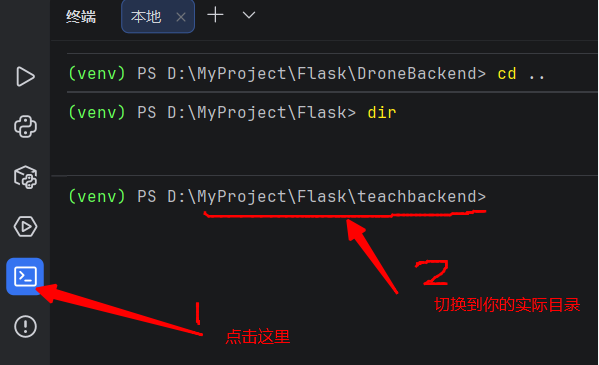 终端 本地
(venv) PS D:\MyProject\Flask\DroneBackend> cd ..
(venv) PS D:\MyProject\Flask> dir
(venv) PS D:\MyProject\Flask\teachbackend>
2
切换到你的实际目录
1
点击这里